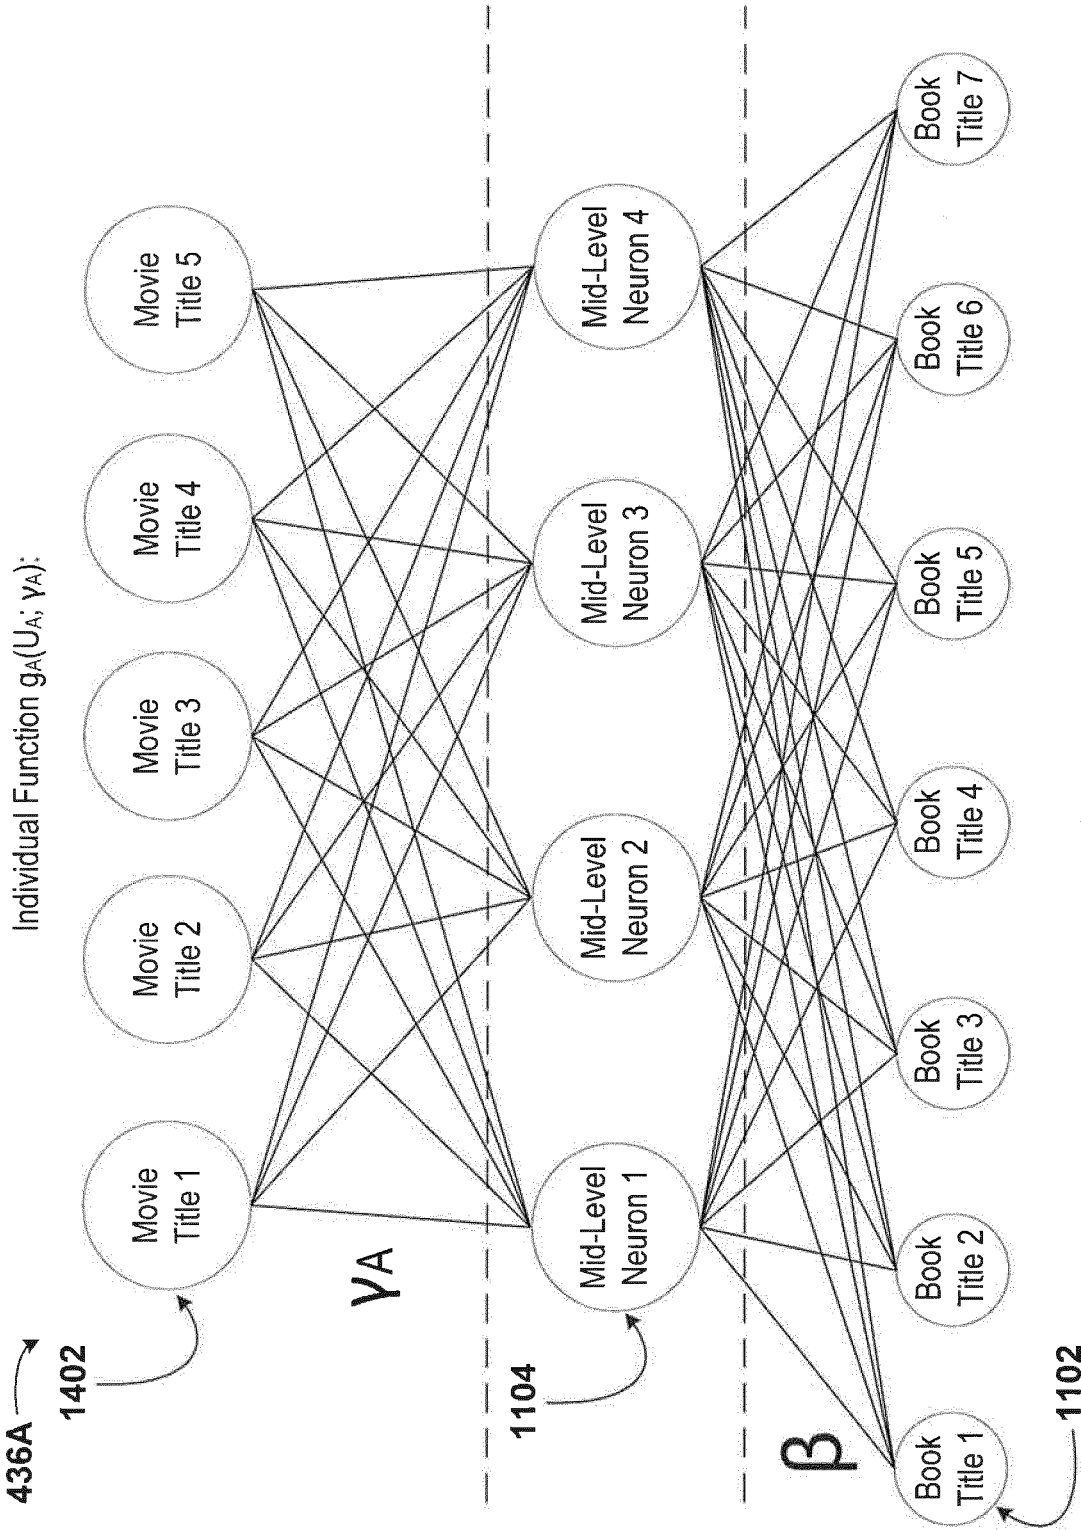 436A
Individual Function gA(UA; γA):
1402
Movie
Title 1
Movie
Title 2
Movie
Title 3
Movie
Title 4
Movie
Title 5
γA
1104
Mid-Level
Neuron 1
Mid-Level
Neuron 2
Mid-Level
Neuron 3
Mid-Level
Neuron 4
β
Book
Title 1
Book
Title 2
Book
Title 3
Book
Title 4
Book
Title 5
Book
Title 6
Book
Title 7
1102